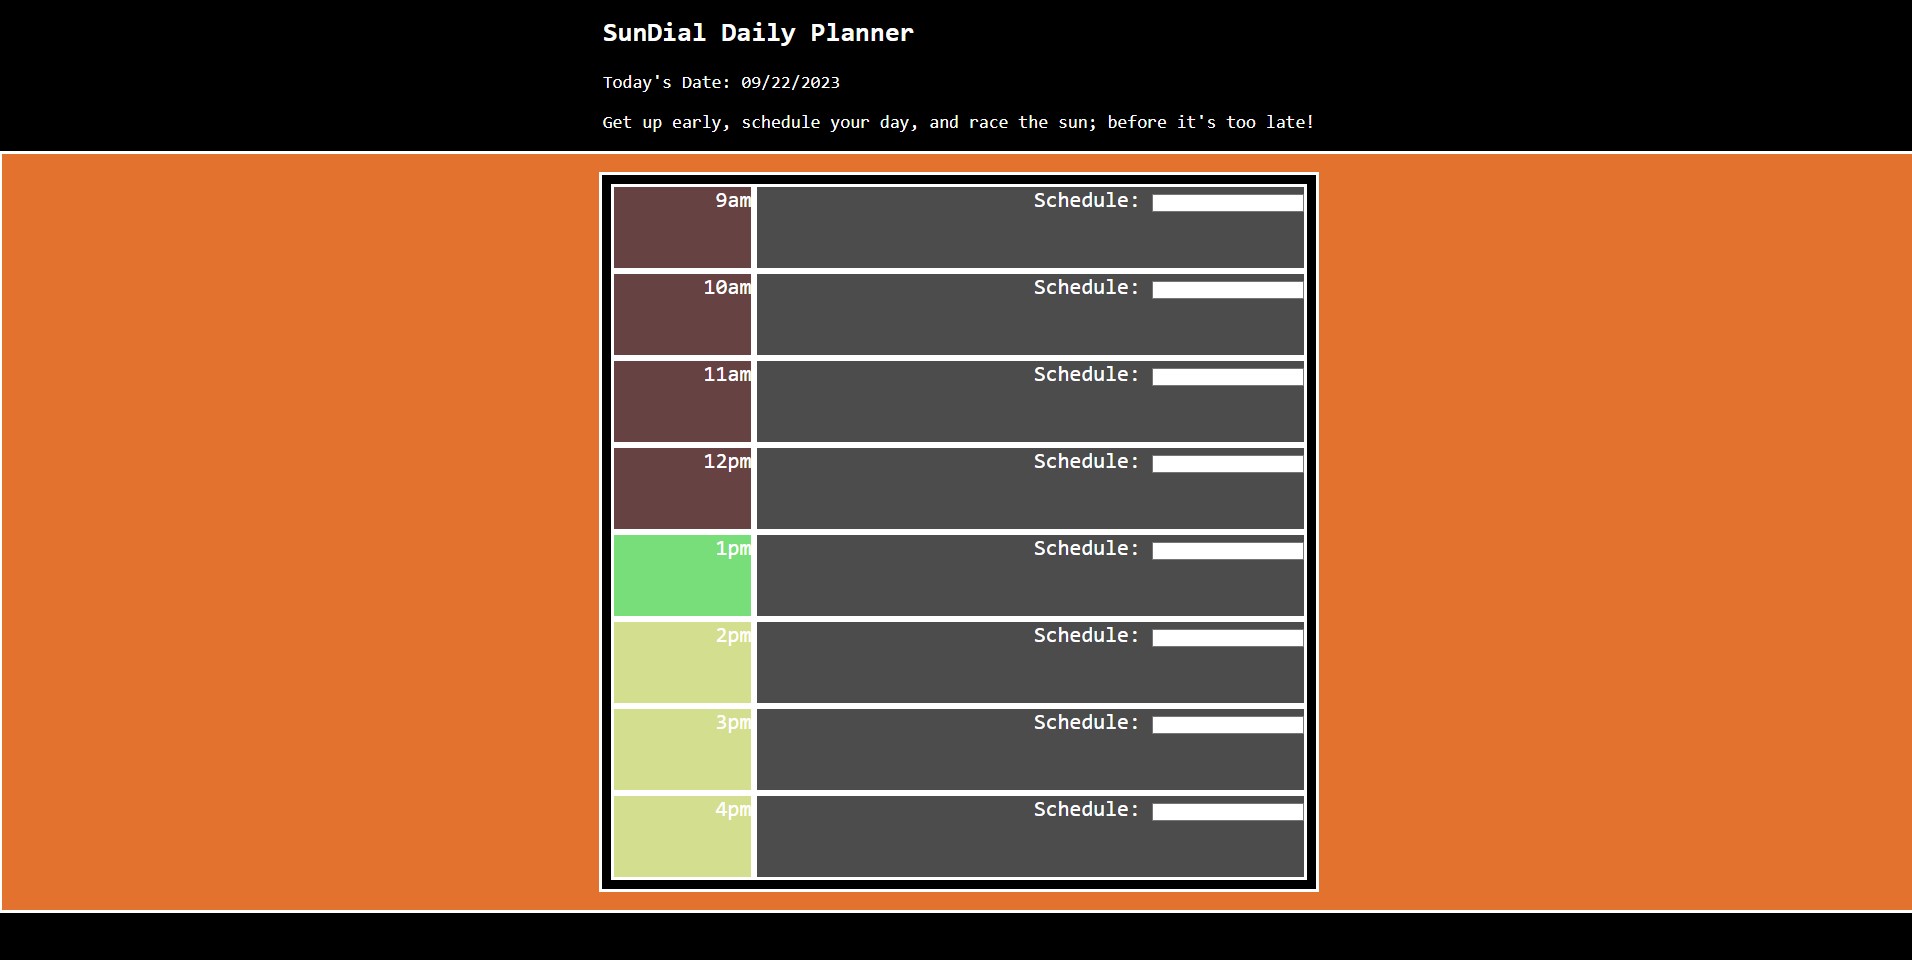 SunDial Daily Planner
Today's Date: 09/22/2023
Get up early, schedule your day, and race the sun; before it's too late!
9am Schedule:
10am Schedule:
11am Schedule:
12pm Schedule:
1pm Schedule:
2pm Schedule:
3pm Schedule:
4pm Schedule: